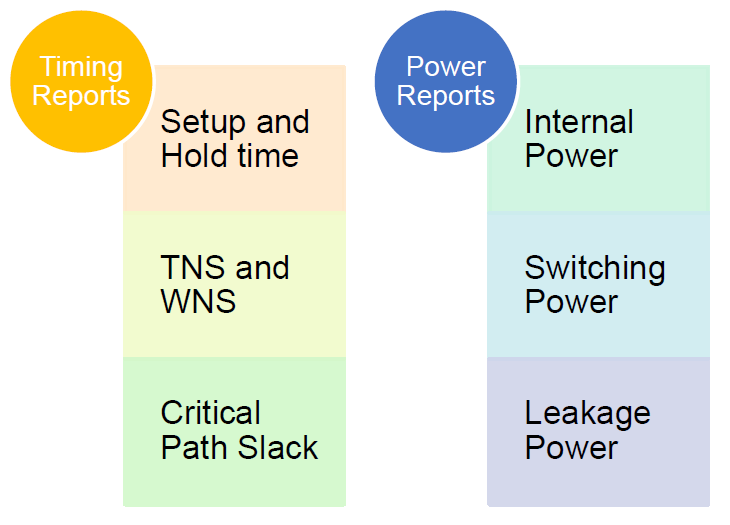 Timing
Reports
Setup and
Hold time
TNS and
WNS
Critical
Path Slack
Power
Reports
Internal
Power
Switching
Power
Leakage
Power